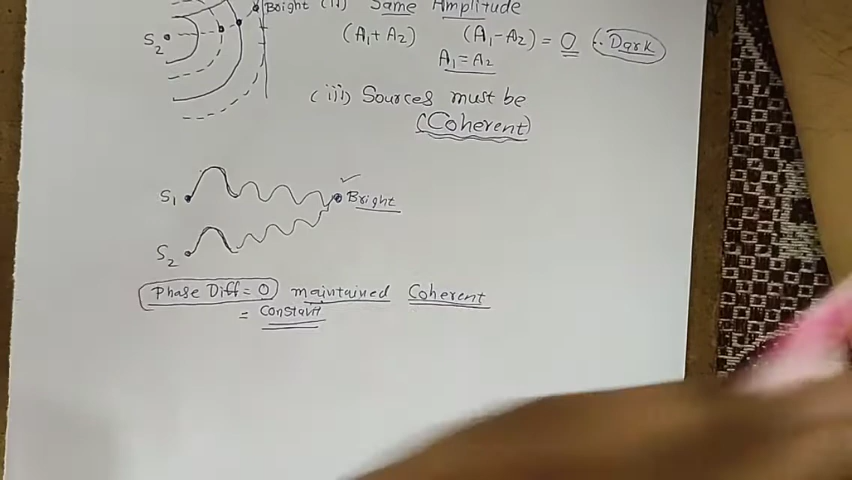 Bright (ii) Same Amplitude
S2 (A1+A2) (A1-A2) = 0 ∴ Dark
A1=A2
(iii) Sources must be
(Coherent)
S1 Bright
S2
Phase Diff = 0 maintained Coherent
= constant